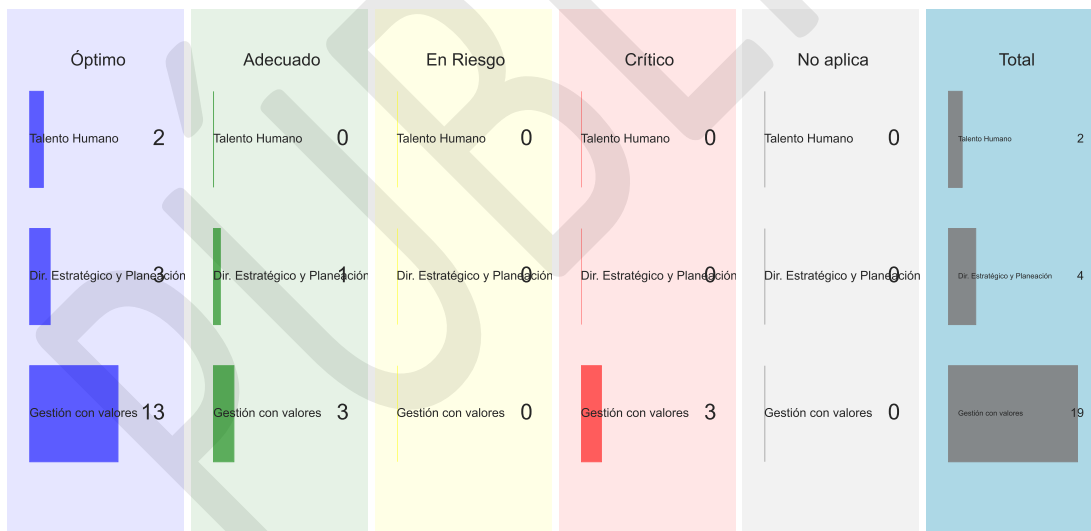 Óptimo
Talento Humano 2
Dir. Estratégico y Planeación 3
Gestión con valores 13
Adecuado
Talento Humano 0
Dir. Estratégico y Planeación 1
Gestión con valores 3
En Riesgo
Talento Humano 0
Dir. Estratégico y Planeación 0
Gestión con valores 0
Crítico
Talento Humano 0
Dir. Estratégico y Planeación 0
Gestión con valores 3
No aplica
Talento Humano 0
Dir. Estratégico y Planeación 0
Gestión con valores 0
Total
Talento Humano 2
Dir. Estratégico y Planeación 4
Gestión con valores 19